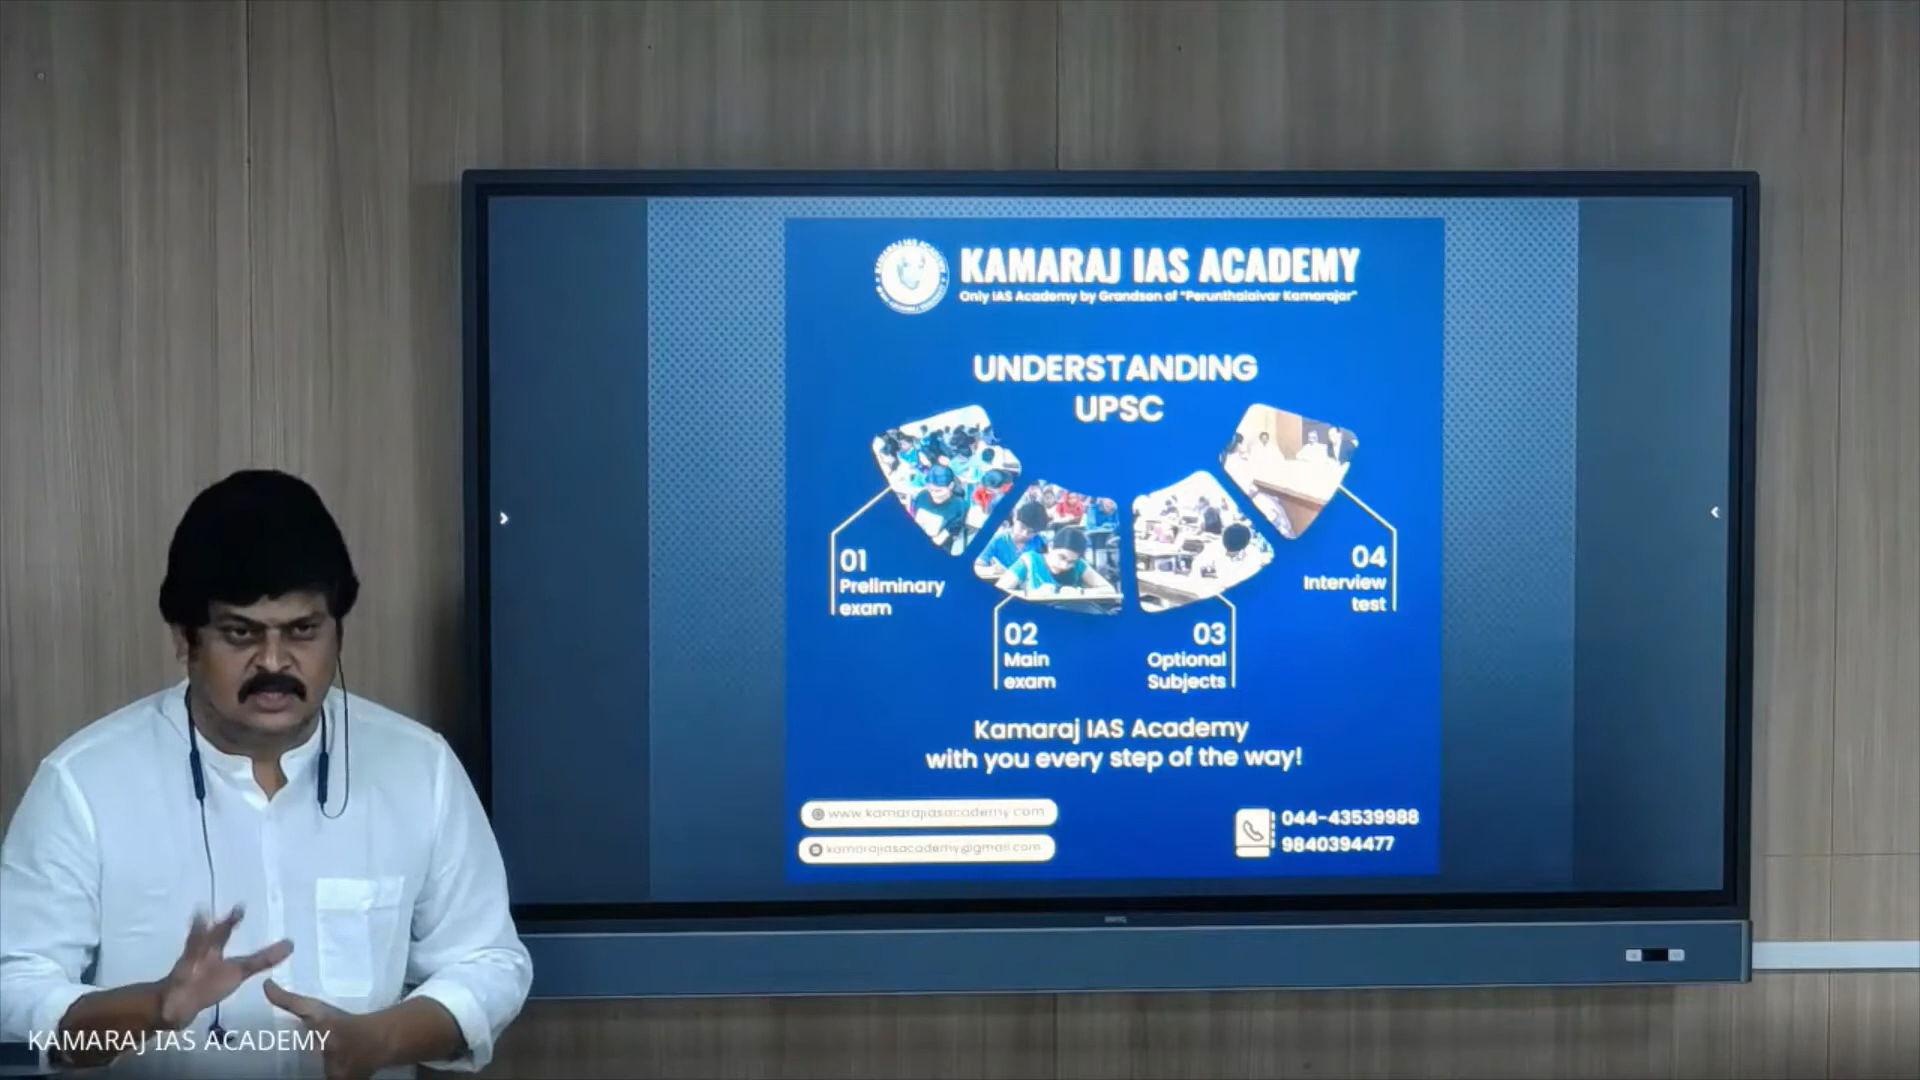 KAMARAJ IAS ACADEMY
Only IAS Academy by Grandson of "Perunthalaivar Kamarajar"
UNDERSTANDING
UPSC
01
Preliminary
exam
02
Main
exam
03
Optional
Subjects
04
Interview
test
Kamaraj IAS Academy
with you every step of the way!
www.kamarajiasacademy.com
kamarajiasacademy@gmail.com
044-43539988
9840394477
KAMARAJ IAS ACADEMY